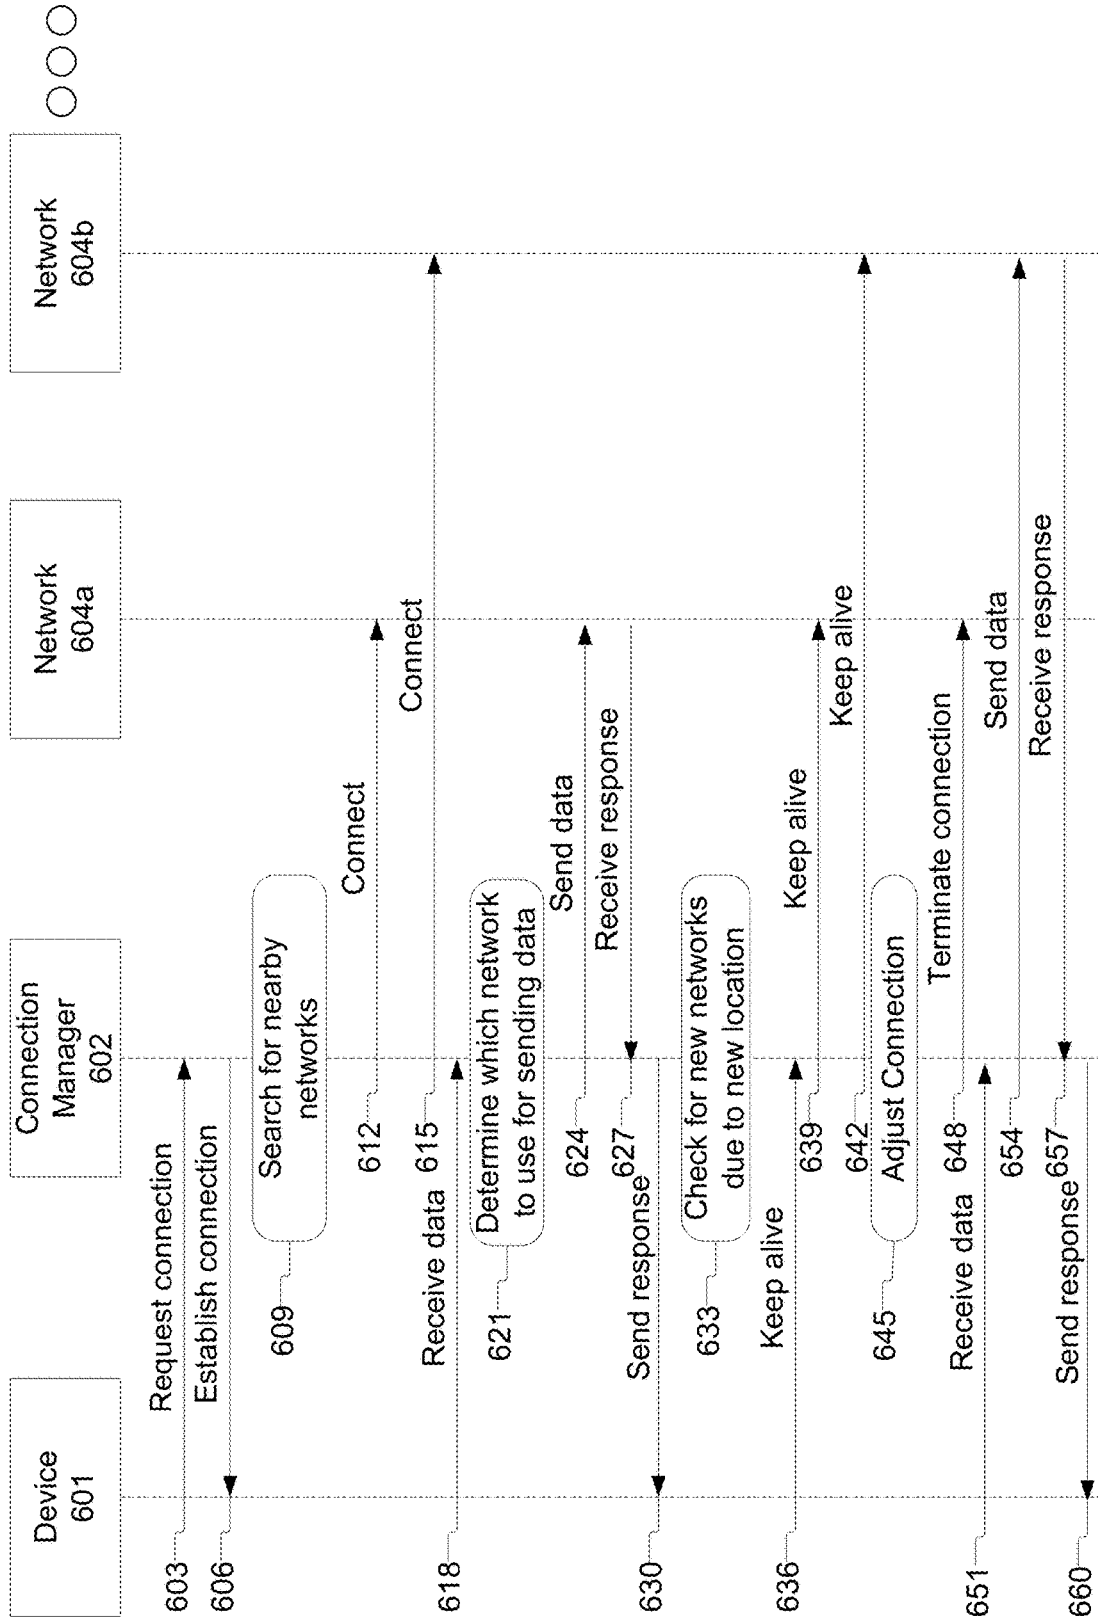 Device
601
Connection
Manager
602
Network
604a
Network
604b
603
Request connection
606
Establish connection
609
Search for nearby
networks
612
Connect
615
Connect
618
Receive data
621
Determine which network
to use for sending data
624
Send data
627
Receive response
630
Send response
633
Check for new networks
due to new location
636
Keep alive
639
Keep alive
642
Keep alive
645
Adjust Connection
648
Terminate connection
651
Receive data
654
Send data
657
Receive response
660
Send response